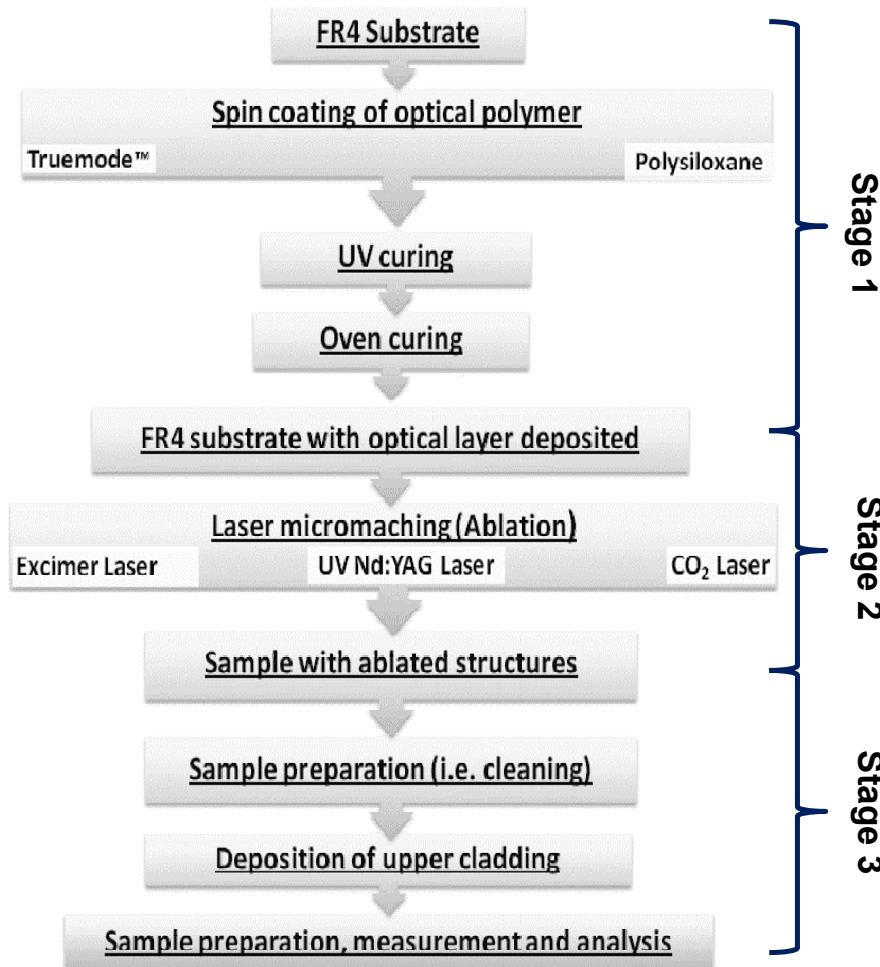 FR4 Substrate
Spin coating of optical polymer
Truemode™
Polysiloxane
UV curing
Oven curing
FR4 substrate with optical layer deposited
Laser micromaching (Ablation)
Excimer Laser
UV Nd:YAG Laser
CO₂ Laser
Sample with ablated structures
Sample preparation (i.e. cleaning)
Deposition of upper cladding
Sample preparation, measurement and analysis
Stage 1
Stage 2
Stage 3